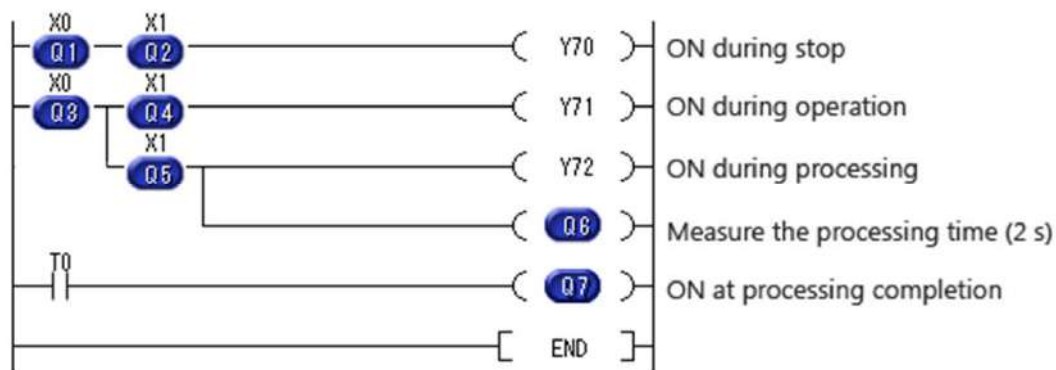 X0 X1
Q1 Q2 Y70 ON during stop
X0 X1
Q3 Q4 Y71 ON during operation
X1
Q5 Y72 ON during processing
Q6 Measure the processing time (2 s)
T0
Q7 ON at processing completion
END